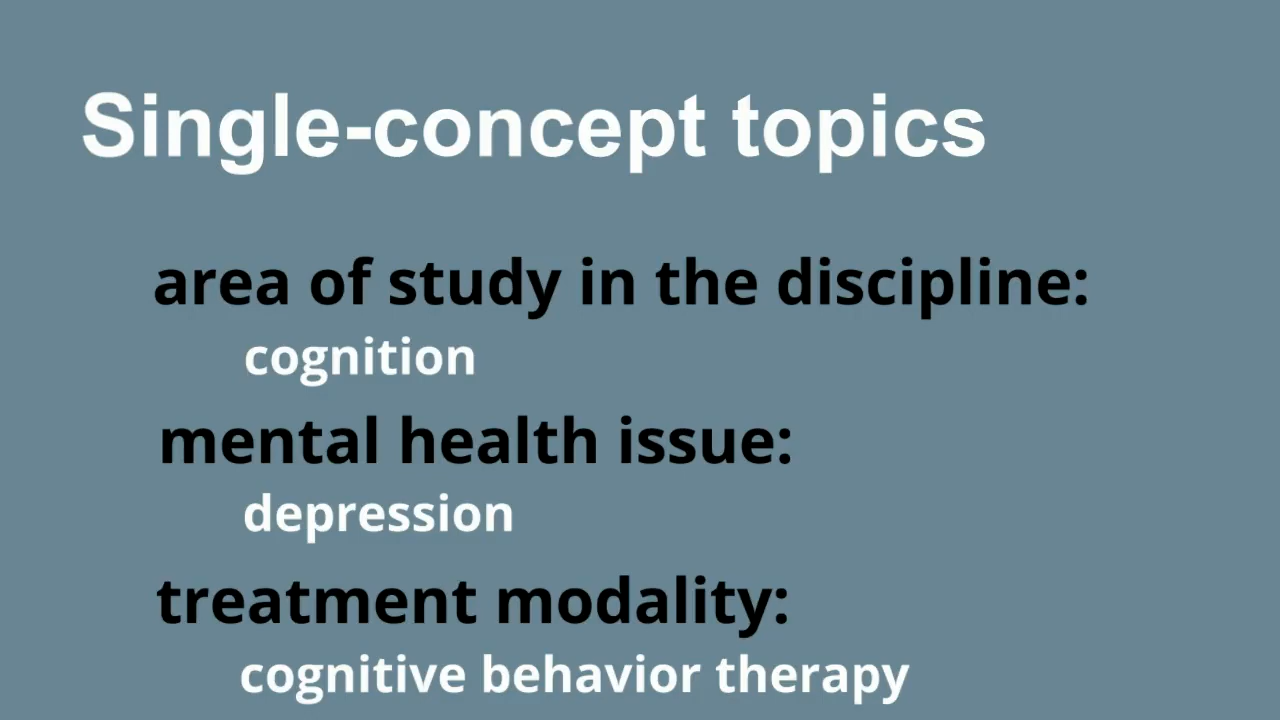 Single-concept topics
area of study in the discipline:
cognition
mental health issue:
depression
treatment modality:
cognitive behavior therapy